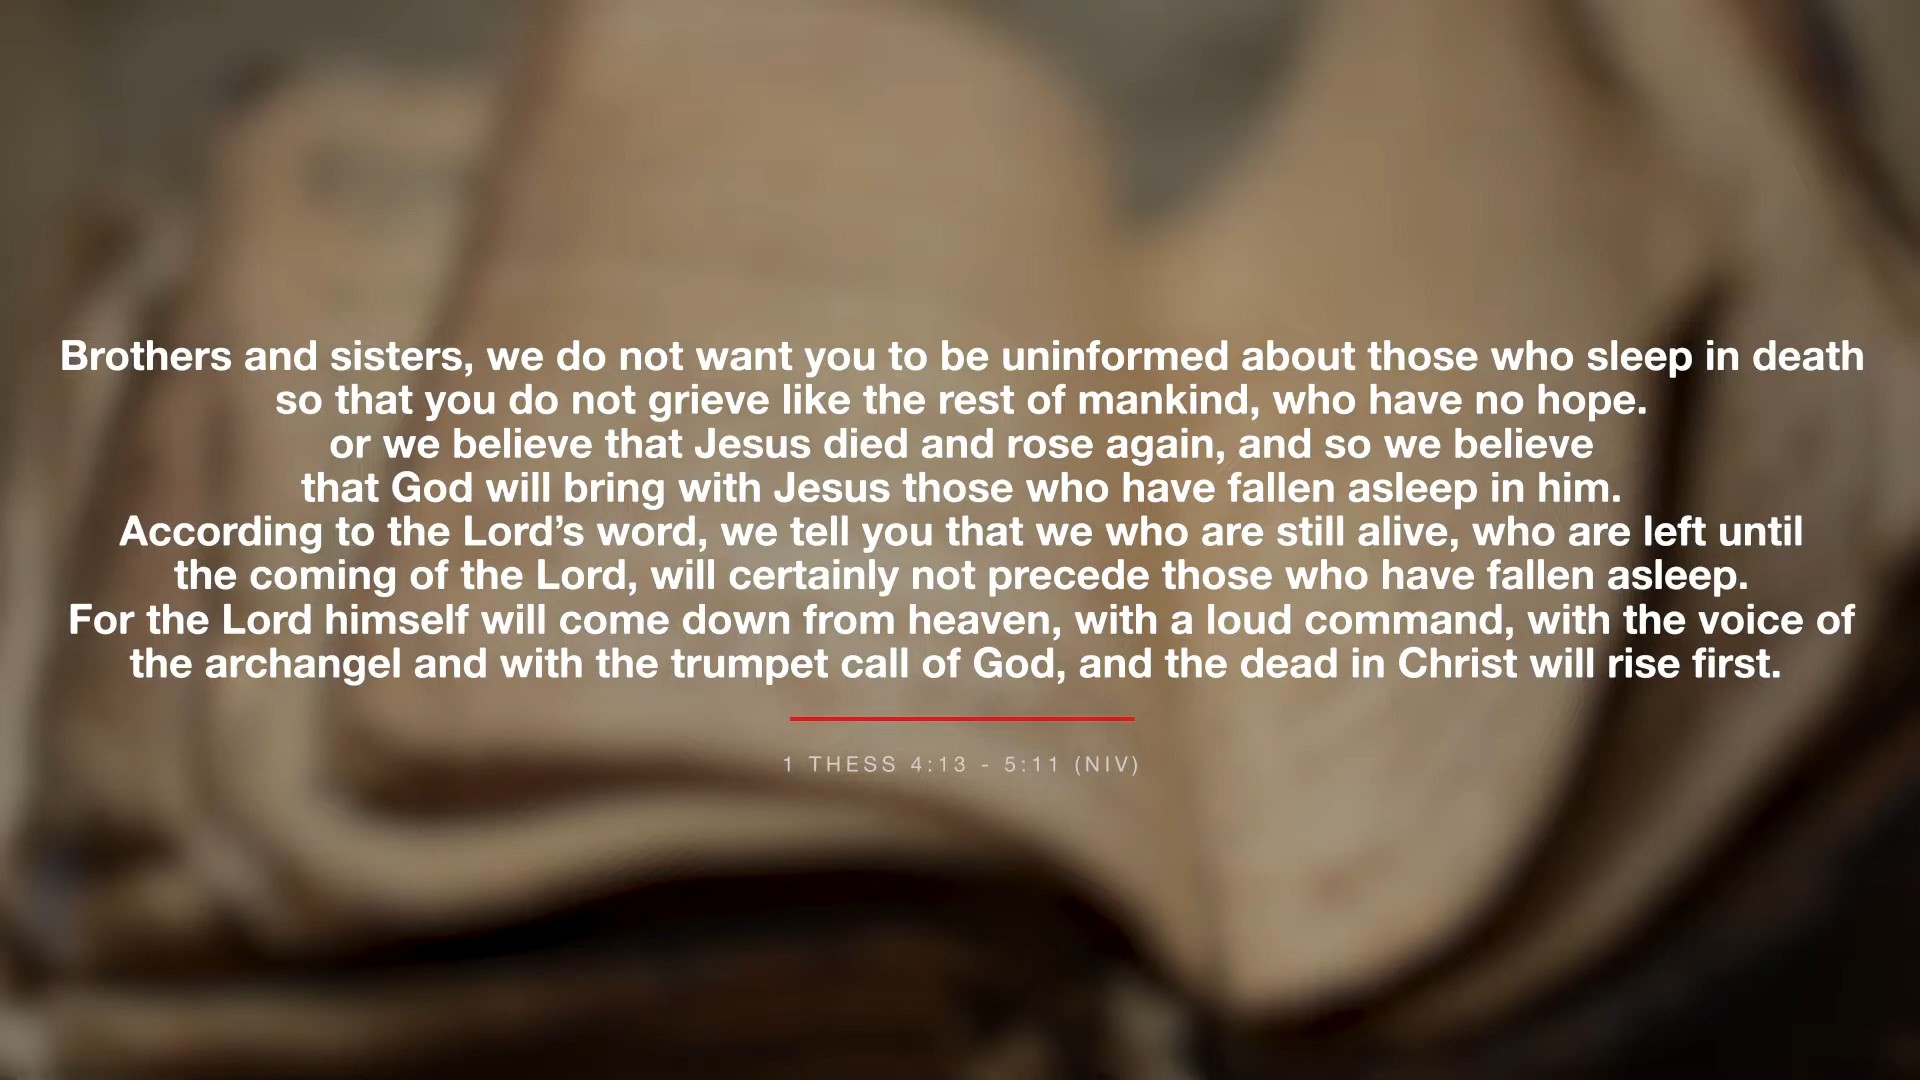 Brothers and sisters, we do not want you to be uninformed about those who sleep in death
so that you do not grieve like the rest of mankind, who have no hope.
or we believe that Jesus died and rose again, and so we believe
that God will bring with Jesus those who have fallen asleep in him.
According to the Lord’s word, we tell you that we who are still alive, who are left until
the coming of the Lord, will certainly not precede those who have fallen asleep.
For the Lord himself will come down from heaven, with a loud command, with the voice of
the archangel and with the trumpet call of God, and the dead in Christ will rise first.
1 THESS 4:13 - 5:11 (NIV)